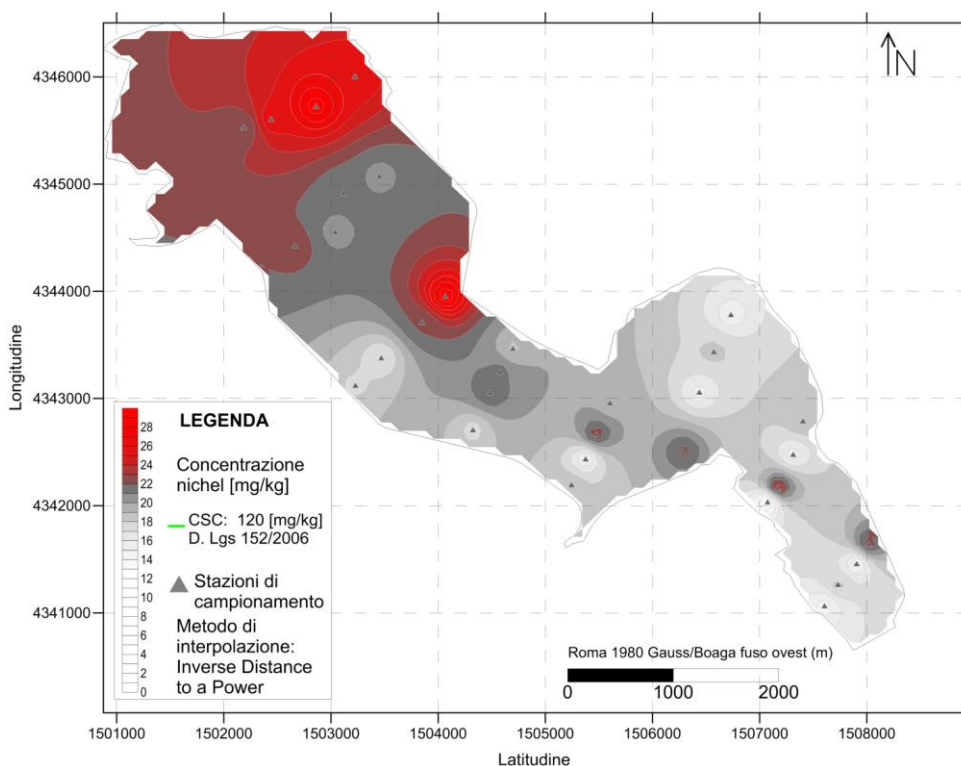 4346000
4345000
4344000
4343000
4342000
4341000
Longitudine
N
LEGENDA
28
26
24
22
20
18
16
14
12
10
8
6
4
2
0
Concentrazione
nichel [mg/kg]
CSC: 120 [mg/kg]
D. Lgs 152/2006
Stazioni di
campionamento
Metodo di
interpolazione:
Inverse Distance
to a Power
Roma 1980 Gauss/Boaga fuso ovest (m)
0 1000 2000
1501000 1502000 1503000 1504000 1505000 1506000 1507000 1508000
Latitudine